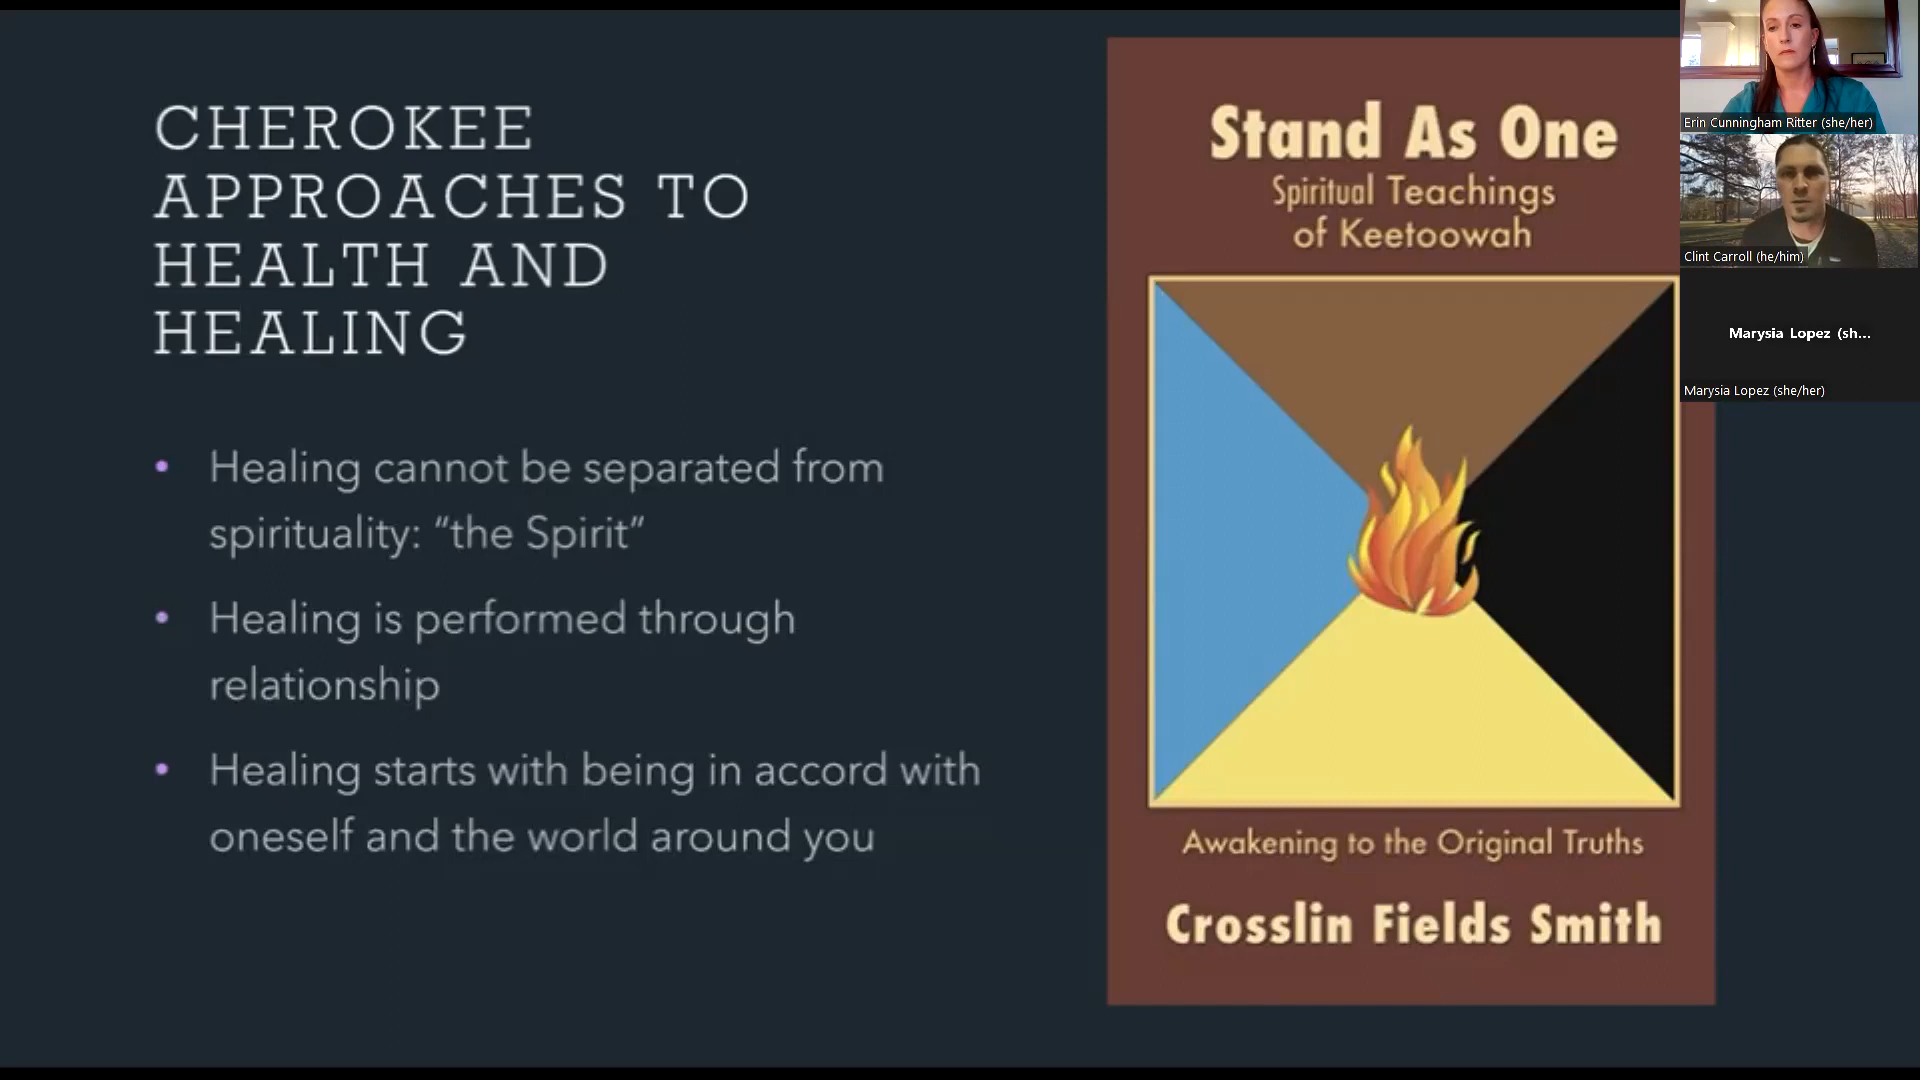 CHEROKEE
APPROACHES TO
HEALTH AND
HEALING
• Healing cannot be separated from
spirituality: “the Spirit”
• Healing is performed through
relationship
• Healing starts with being in accord with
oneself and the world around you
Stand As One
Spiritual Teachings
of Keetoowah
Awakening to the Original Truths
Crosslin Fields Smith
Erin Cunningham Ritter (she/her)
Clint Carroll (he/him)
Marysia Lopez (sh...
Marysia Lopez (she/her)